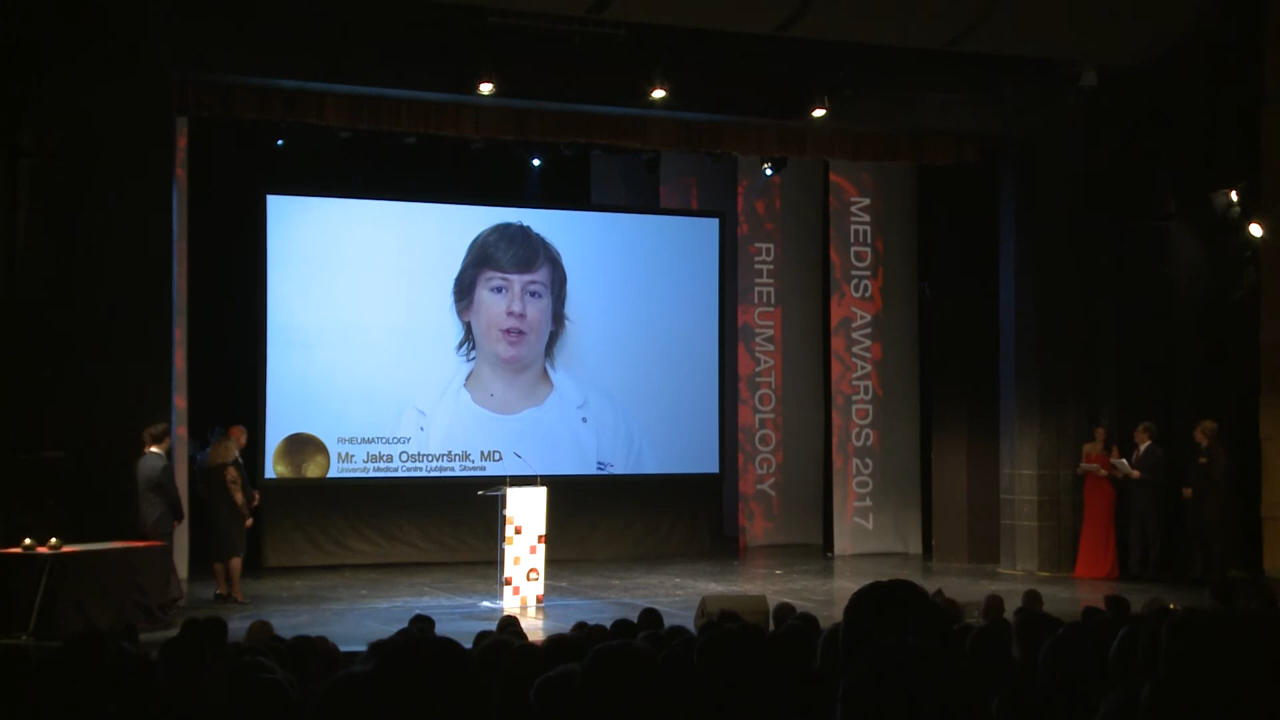 RHEUMATOLOGY
Mr. Jaka Ostrovršnik, MD
University Medical Centre Ljubljana, Slovenia
RHEUMATOLOGY
MEDIS AWARDS 2017